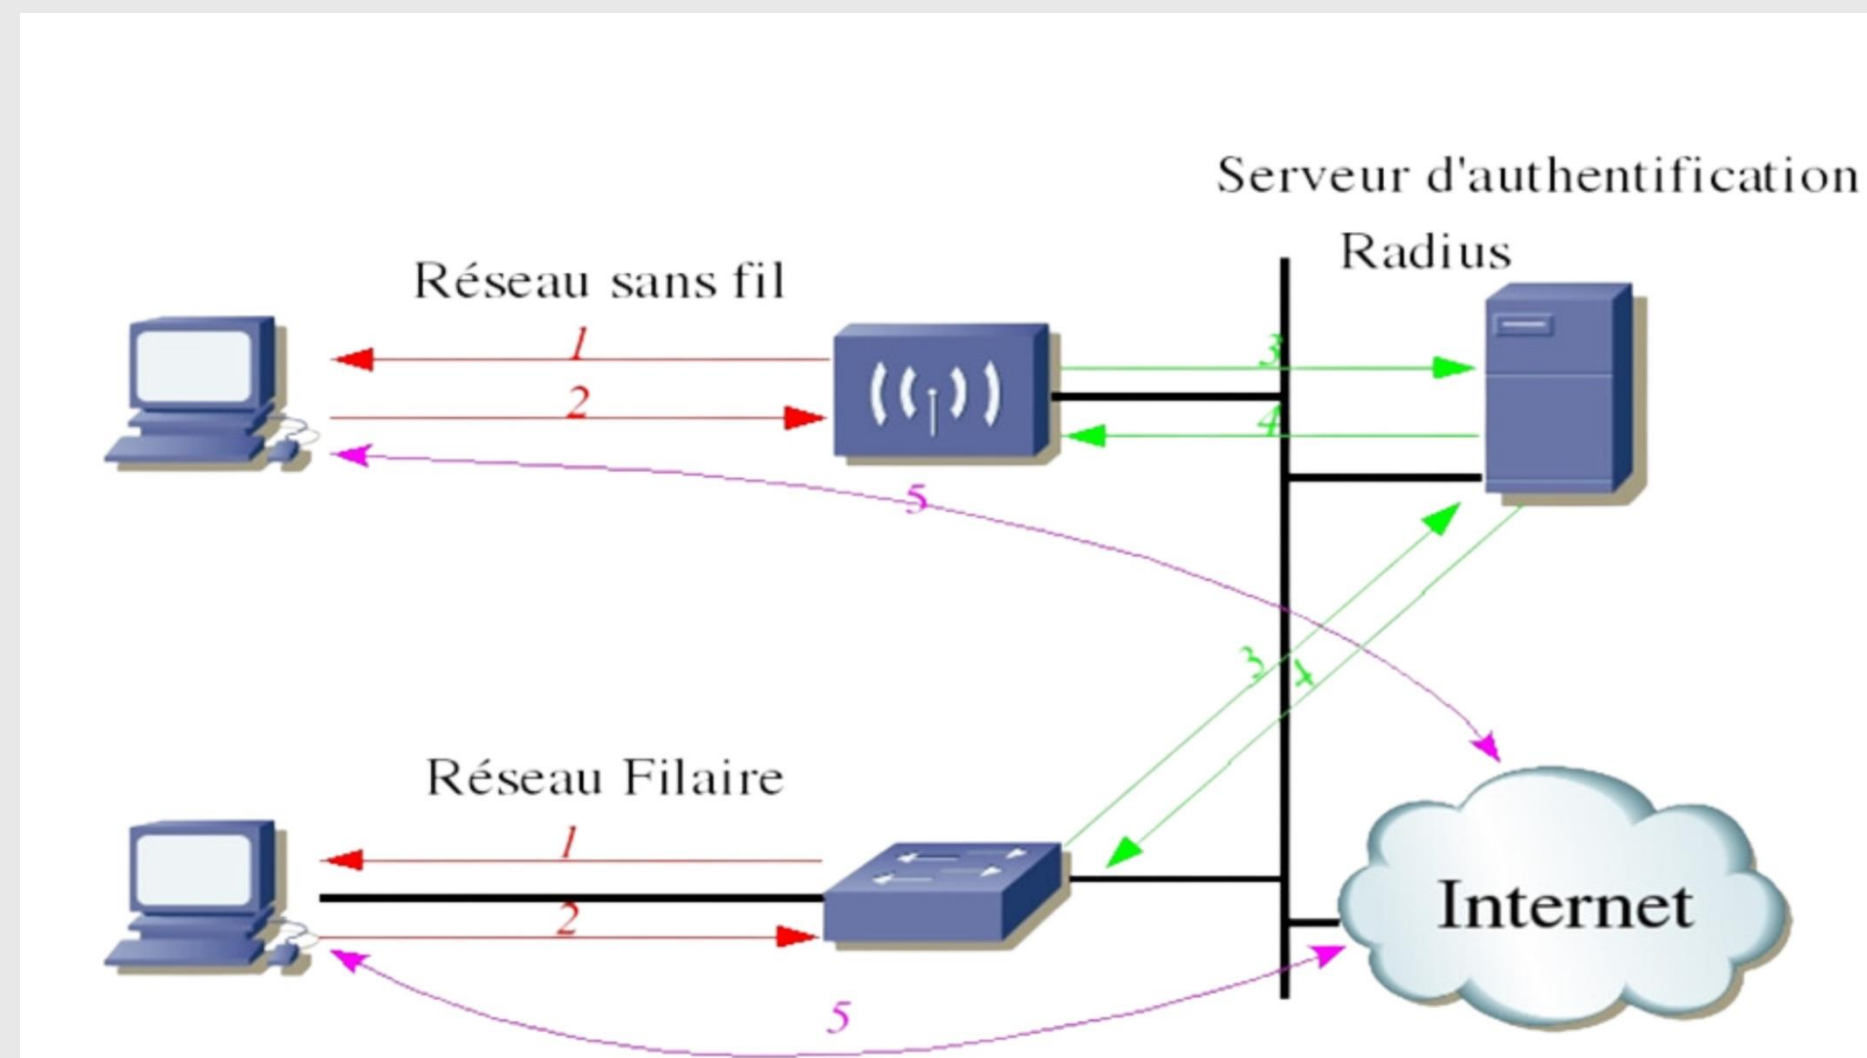 Serveur d'authentification
Radius
Réseau sans fil
1
2
3
4
5
3 4
Réseau Filaire
1
2
Internet
5